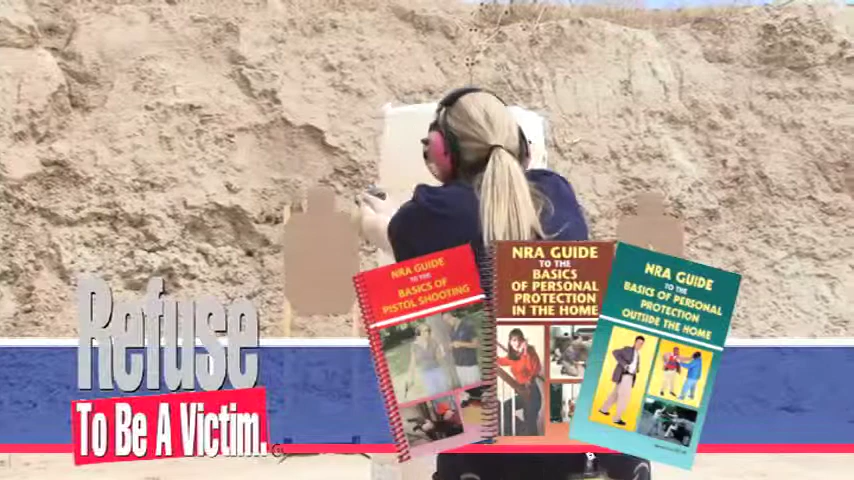 NRA GUIDE
TO THE
BASICS OF
PISTOL SHOOTING
NRA GUIDE
TO THE
BASICS
OF PERSONAL
PROTECTION
IN THE HOME
NRA GUIDE
TO THE
BASICS OF PERSONAL
PROTECTION
OUTSIDE THE HOME
Refuse
To Be A Victim.